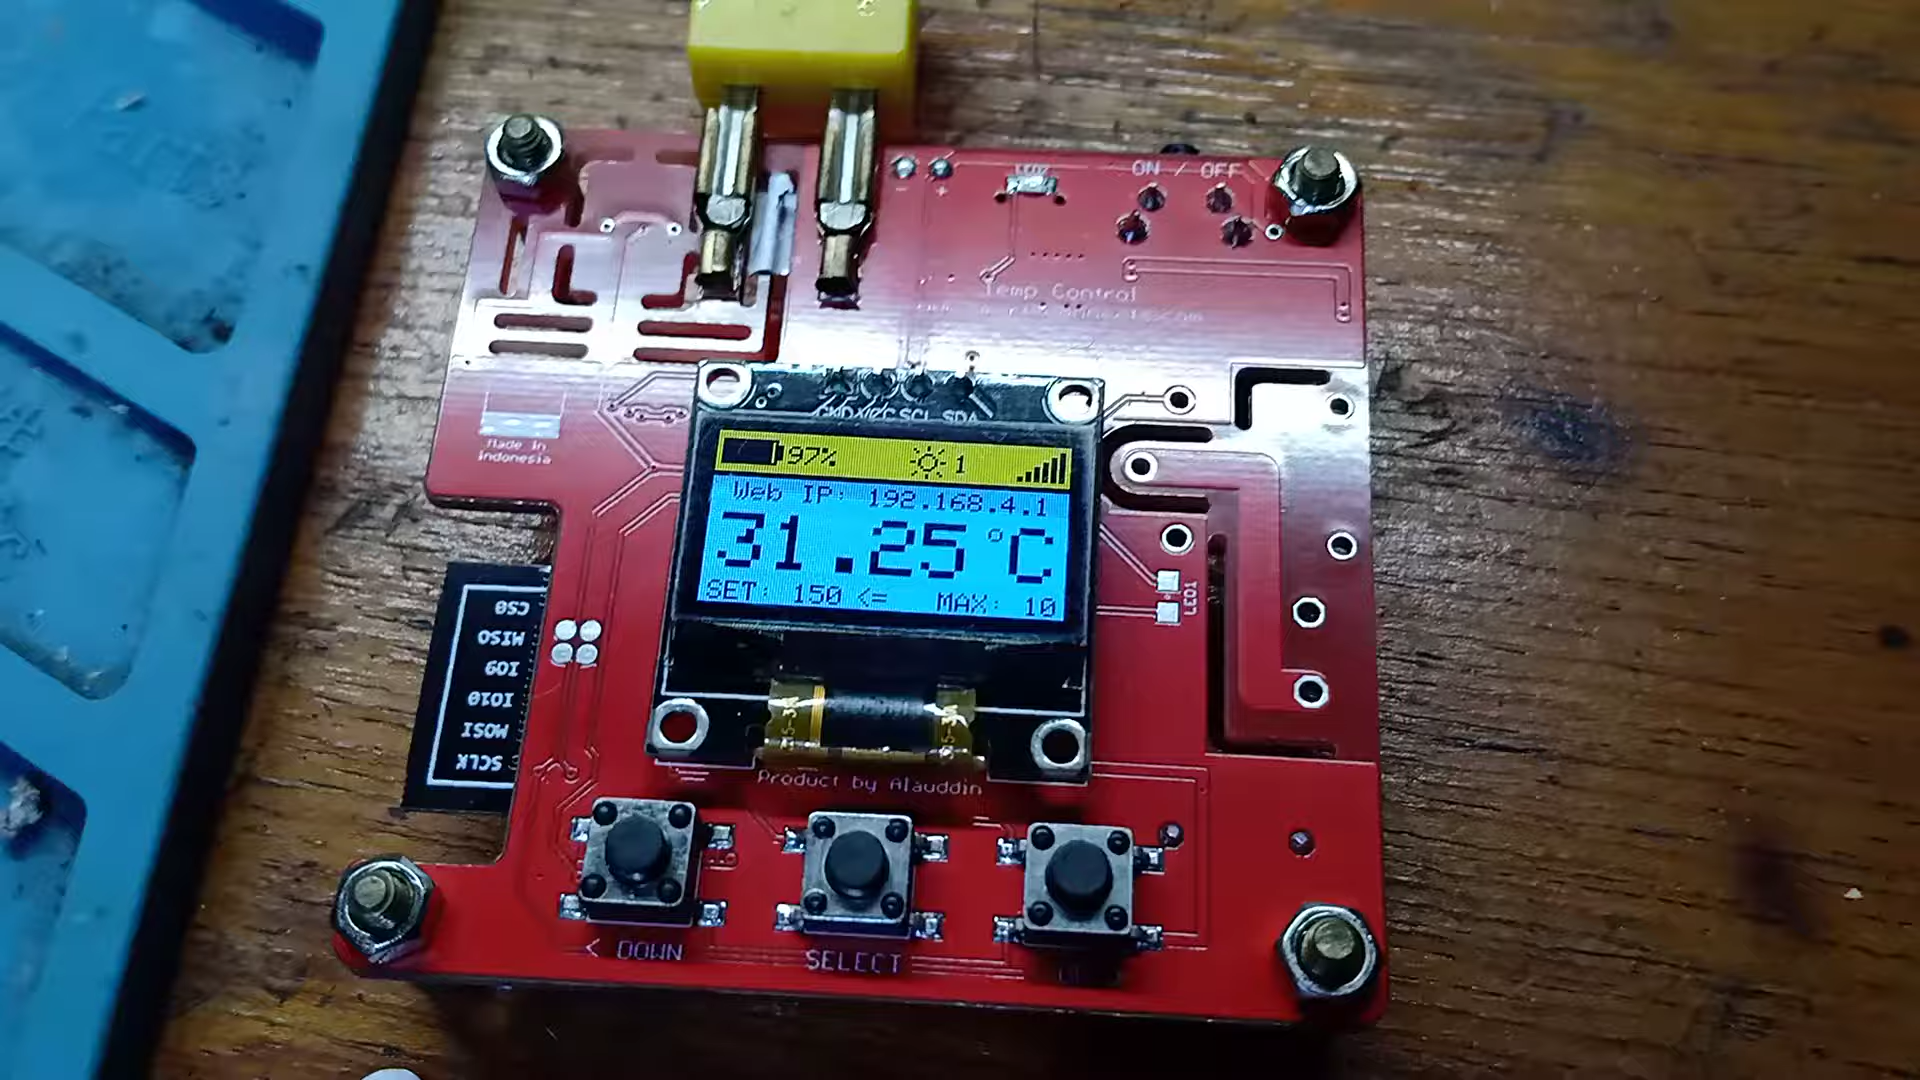 ON / OFF
Temp Control
GND VCC SCL SDA
97% 1
Web IP: 192.168.4.1
31.25°C
SET: 150 <= MAX: 10
Made in
Indonesia
LED1
CS0
MISO
IO9
IO10
MOSI
SCLK
Product by Alauddin
< DOWN
SELECT